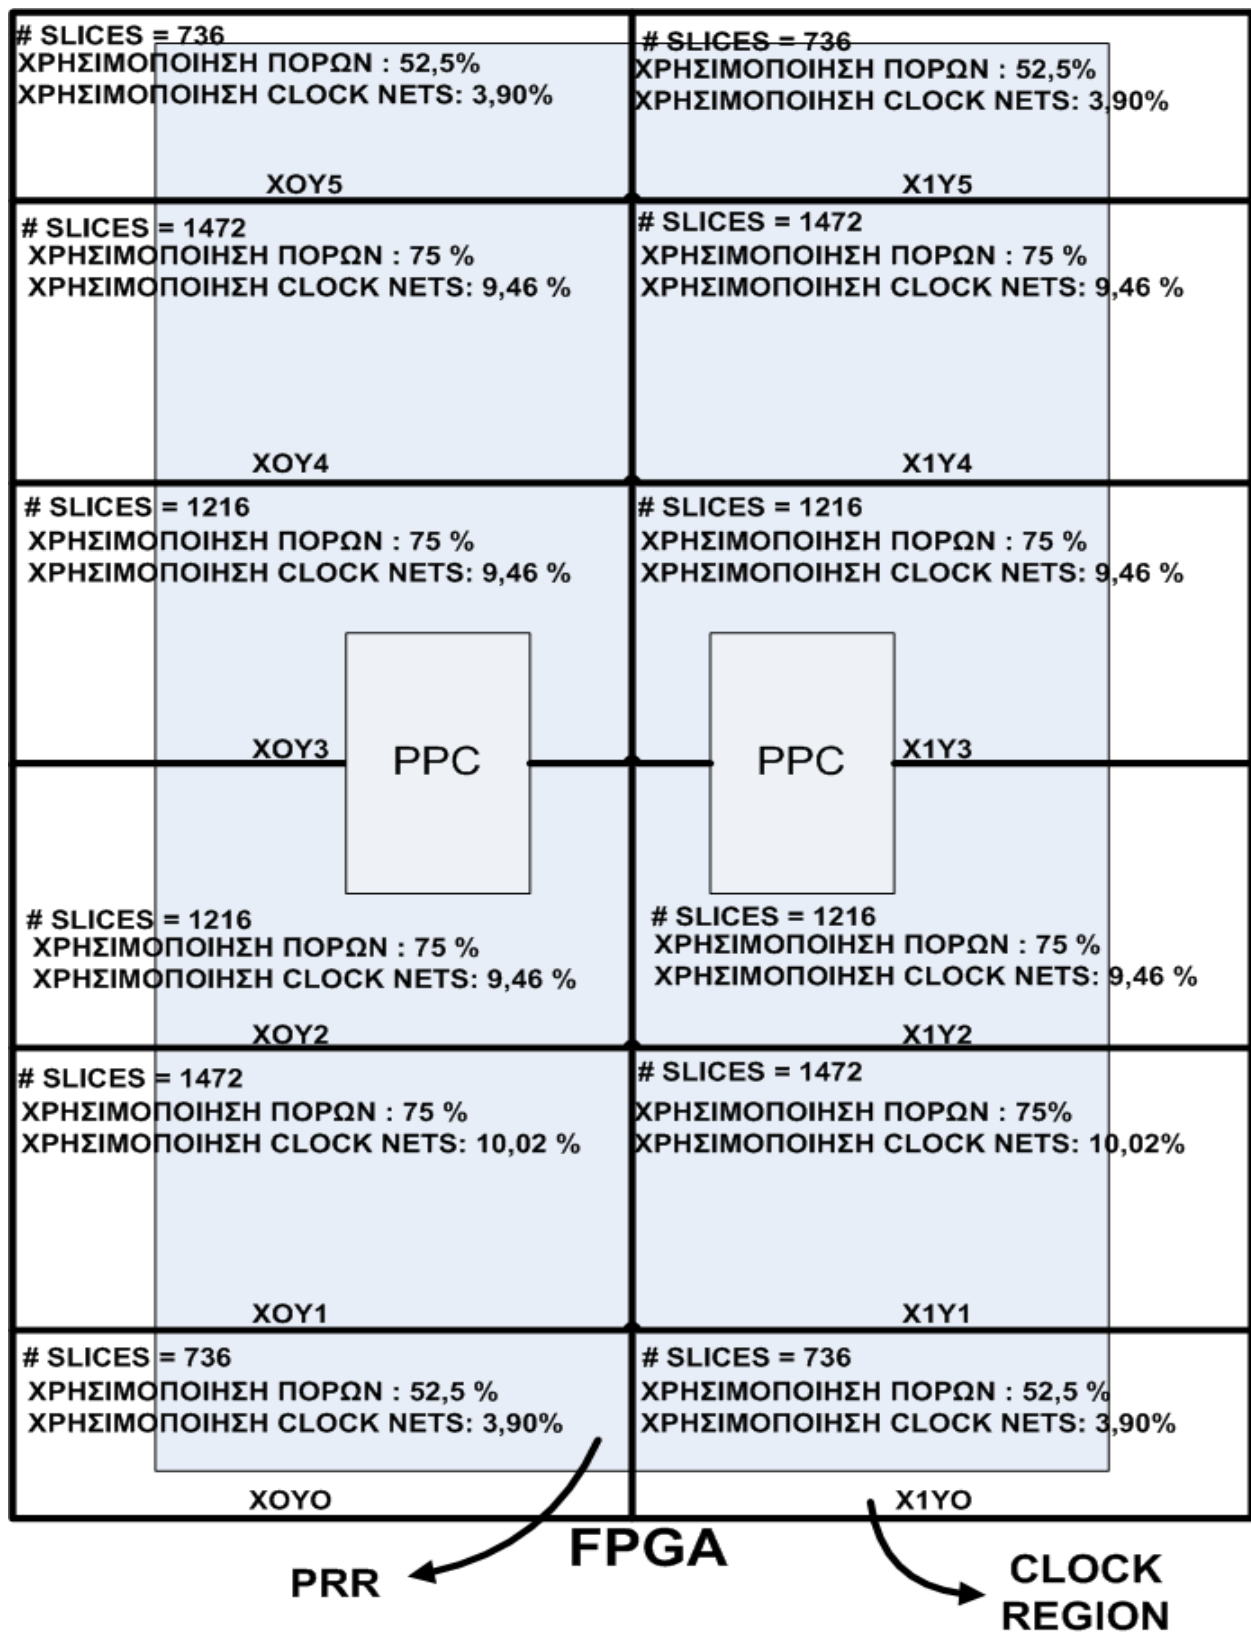 # SLICES = 736
ΧΡΗΣΙΜΟΠΟΙΗΣΗ ΠΟΡΩΝ : 52,5%
ΧΡΗΣΙΜΟΠΟΙΗΣΗ CLOCK NETS: 3,90%
XOY5
# SLICES = 736
ΧΡΗΣΙΜΟΠΟΙΗΣΗ ΠΟΡΩΝ : 52,5%
ΧΡΗΣΙΜΟΠΟΙΗΣΗ CLOCK NETS: 3,90%
X1Y5
# SLICES = 1472
ΧΡΗΣΙΜΟΠΟΙΗΣΗ ΠΟΡΩΝ : 75 %
ΧΡΗΣΙΜΟΠΟΙΗΣΗ CLOCK NETS: 9,46 %
XOY4
# SLICES = 1472
ΧΡΗΣΙΜΟΠΟΙΗΣΗ ΠΟΡΩΝ : 75 %
ΧΡΗΣΙΜΟΠΟΙΗΣΗ CLOCK NETS: 9,46 %
X1Y4
# SLICES = 1216
ΧΡΗΣΙΜΟΠΟΙΗΣΗ ΠΟΡΩΝ : 75 %
ΧΡΗΣΙΜΟΠΟΙΗΣΗ CLOCK NETS: 9,46 %
XOY3
PPC
# SLICES = 1216
ΧΡΗΣΙΜΟΠΟΙΗΣΗ ΠΟΡΩΝ : 75 %
ΧΡΗΣΙΜΟΠΟΙΗΣΗ CLOCK NETS: 9,46 %
PPC
X1Y3
# SLICES = 1216
ΧΡΗΣΙΜΟΠΟΙΗΣΗ ΠΟΡΩΝ : 75 %
ΧΡΗΣΙΜΟΠΟΙΗΣΗ CLOCK NETS: 9,46 %
XOY2
# SLICES = 1216
ΧΡΗΣΙΜΟΠΟΙΗΣΗ ΠΟΡΩΝ : 75 %
ΧΡΗΣΙΜΟΠΟΙΗΣΗ CLOCK NETS: 9,46 %
X1Y2
# SLICES = 1472
ΧΡΗΣΙΜΟΠΟΙΗΣΗ ΠΟΡΩΝ : 75 %
ΧΡΗΣΙΜΟΠΟΙΗΣΗ CLOCK NETS: 10,02 %
XOY1
# SLICES = 1472
ΧΡΗΣΙΜΟΠΟΙΗΣΗ ΠΟΡΩΝ : 75%
ΧΡΗΣΙΜΟΠΟΙΗΣΗ CLOCK NETS: 10,02%
X1Y1
# SLICES = 736
ΧΡΗΣΙΜΟΠΟΙΗΣΗ ΠΟΡΩΝ : 52,5 %
ΧΡΗΣΙΜΟΠΟΙΗΣΗ CLOCK NETS: 3,90%
XOYO
# SLICES = 736
ΧΡΗΣΙΜΟΠΟΙΗΣΗ ΠΟΡΩΝ : 52,5 %
ΧΡΗΣΙΜΟΠΟΙΗΣΗ CLOCK NETS: 3,90%
X1YO
FPGA
PRR
CLOCK
REGION